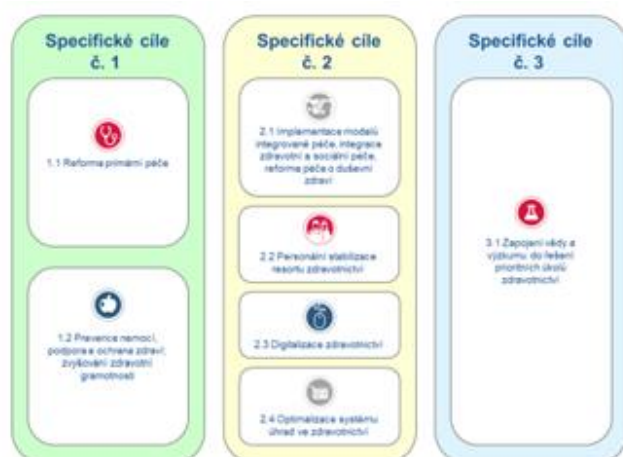 Specifické cíle
č. 1
1.1 Reforma primární péče
1.2 Prevence nemocí,
podpora a ochrana zdraví;
zvyšování zdravotní
gramotnosti
Specifické cíle
č. 2
2.1 Implementace modelů
integrované péče, integrace
zdravotní a sociální péče,
reforma péče o duševní
zdraví
2.2 Personální stabilizace
resortu zdravotnictví
2.3 Digitalizace zdravotnictví
2.4 Optimalizace systému
úhrad ve zdravotnictví
Specifické cíle
č. 3
3.1 Zapojení vědy a
výzkumu do řešení
prioritních úkolů
zdravotnictví